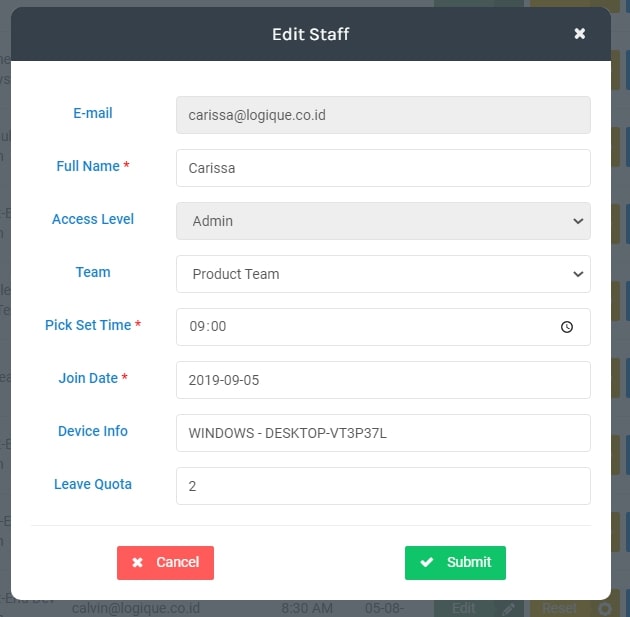 Edit Staff
E-mail
carissa@logique.co.id
Full Name *
Carissa
Access Level
Admin
Team
Product Team
Pick Set Time *
09:00
Join Date *
2019-09-05
Device Info
WINDOWS - DESKTOP-VT3P37L
Leave Quota
2
Cancel
Submit
calvin@logique.co.id 8:30 AM 05-08- Edit Reset